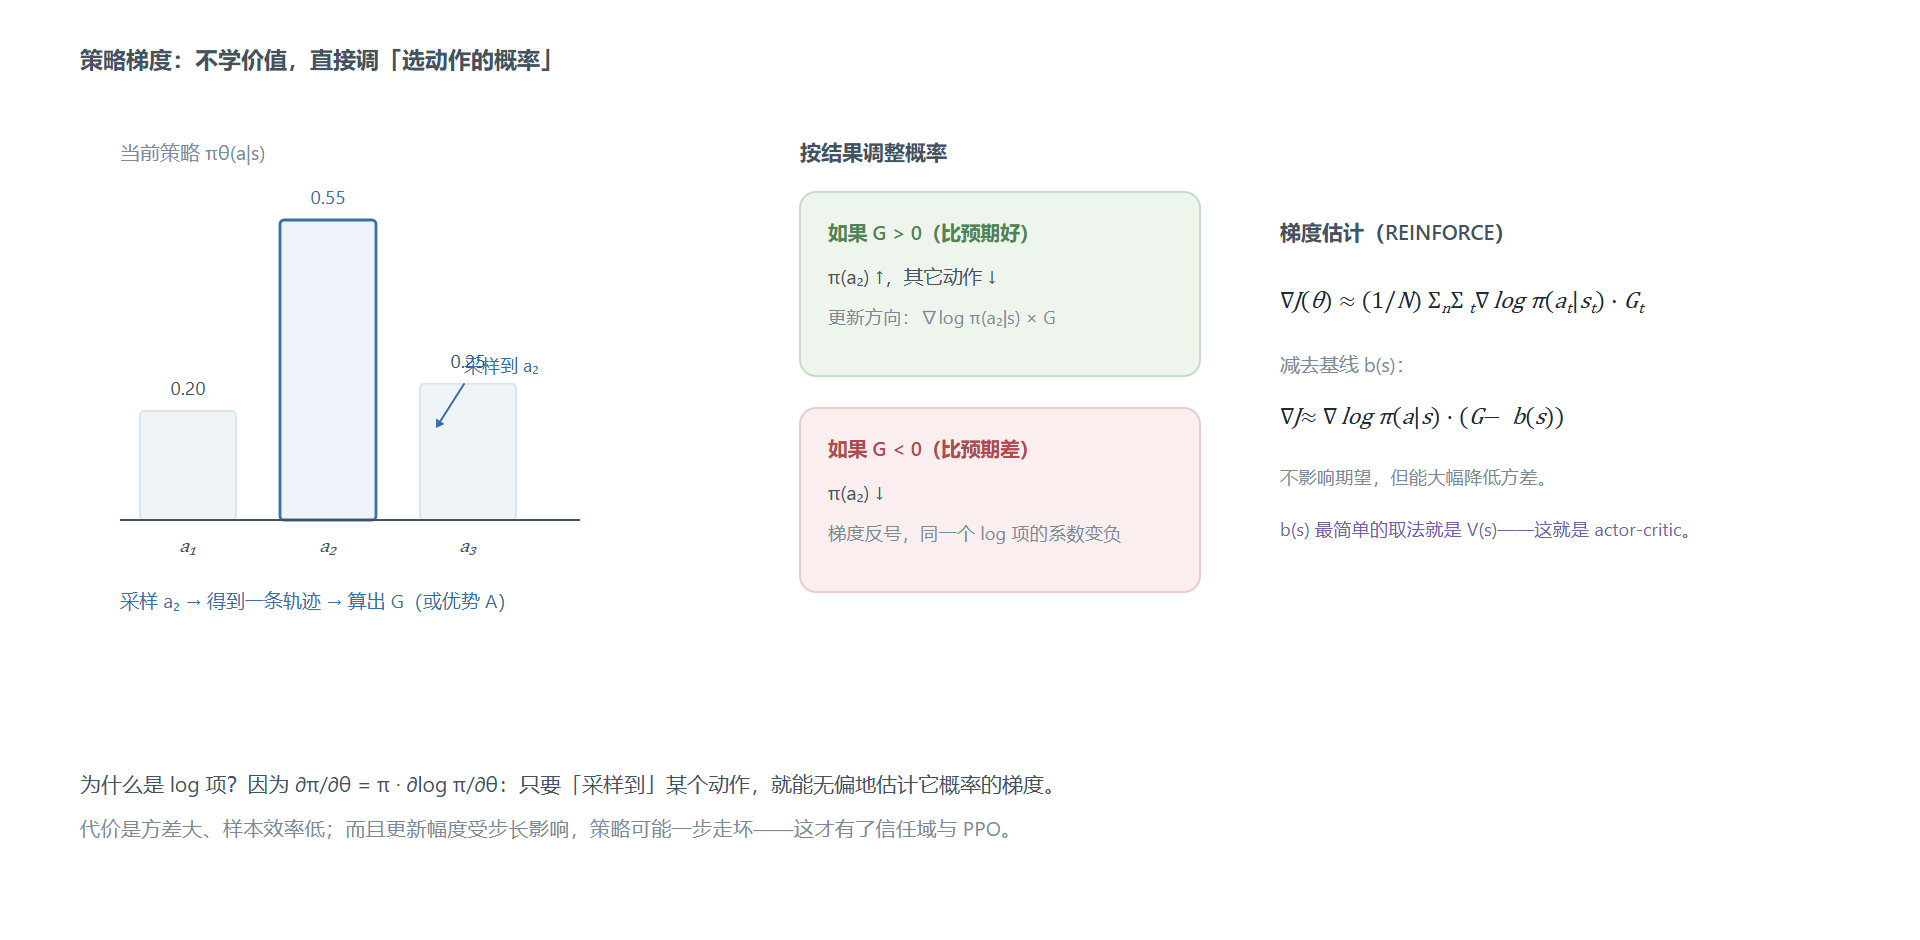 策略梯度：不学价值，直接调「选动作的概率」
当前策略 πθ(a|s)
0.20
0.55
0.25
采样到 a₂
a₁
a₂
a₃
采样 a₂ → 得到一条轨迹 → 算出 G（或优势 A）
按结果调整概率
如果 G > 0（比预期好）
π(a₂) ↑，其它动作 ↓
更新方向：∇ log π(a₂|s) × G
如果 G < 0（比预期差）
π(a₂) ↓
梯度反号，同一个 log 项的系数变负
梯度估计（REINFORCE）
∇J(θ) ≈ (1/N) Σₙ Σ ₜ∇ log π(aₜ|sₜ) · Gₜ
减去基线 b(s)：
∇J≈ ∇ log π(a|s) · (G− b(s))
不影响期望，但能大幅降低方差。
b(s) 最简单的取法就是 V(s)——这就是 actor-critic。
为什么是 log 项？因为 ∂π/∂θ = π · ∂log π/∂θ：只要「采样到」某个动作，就能无偏地估计它概率的梯度。
代价是方差大、样本效率低；而且更新幅度受步长影响，策略可能一步走坏——这才有了信任域与 PPO。